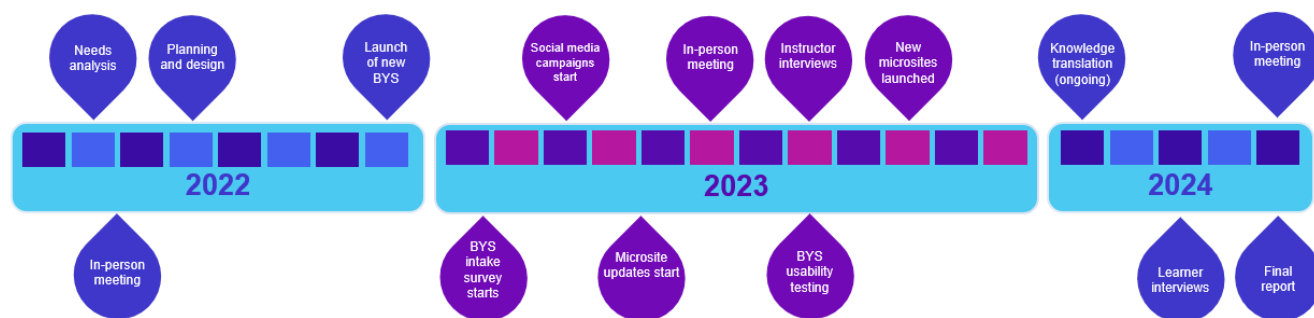 Needs
analysis
Planning
and design
Launch
of new
BYS
Social media
campaigns
start
In-person
meeting
Instructor
interviews
New
microsites
launched
Knowledge
translation
(ongoing)
In-person
meeting
2022
2023
2024
In-person
meeting
BYS
intake
survey
starts
Microsite
updates start
BYS
usability
testing
Learner
interviews
Final
report